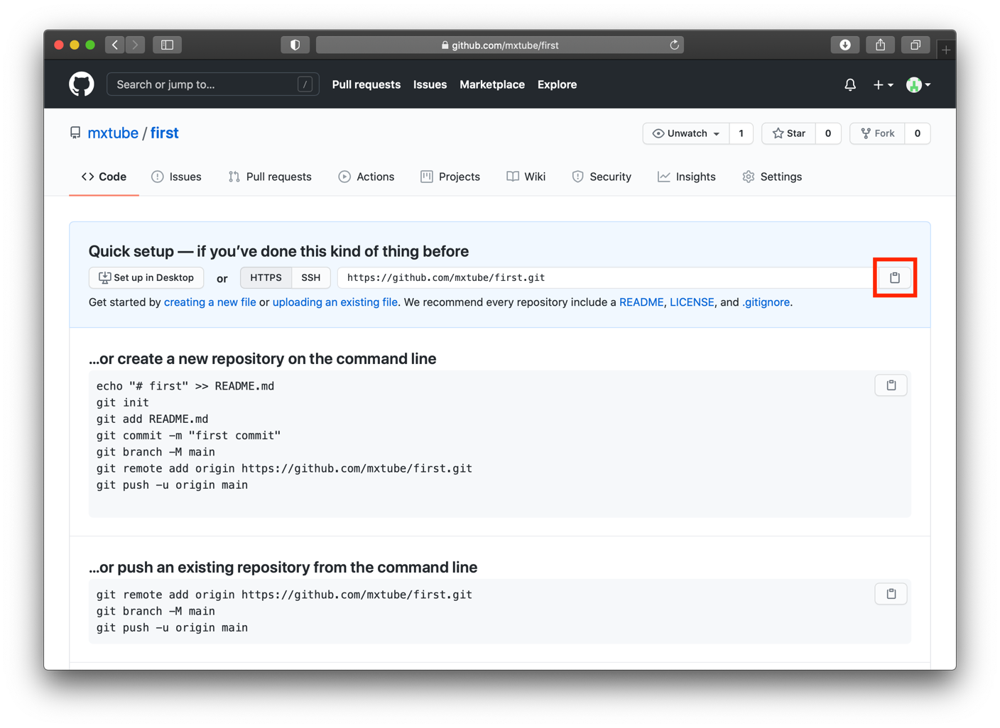 github.com/mxtube/first
Search or jump to... /
Pull requests Issues Marketplace Explore
mxtube / first
Unwatch 1 Star 0 Fork 0
Code Issues Pull requests Actions Projects Wiki Security Insights Settings
Quick setup — if you’ve done this kind of thing before
Set up in Desktop or HTTPS SSH https://github.com/mxtube/first.git
Get started by creating a new file or uploading an existing file. We recommend every repository include a README, LICENSE, and .gitignore.
…or create a new repository on the command line
echo "# first" >> README.md
git init
git add README.md
git commit -m "first commit"
git branch -M main
git remote add origin https://github.com/mxtube/first.git
git push -u origin main
…or push an existing repository from the command line
git remote add origin https://github.com/mxtube/first.git
git branch -M main
git push -u origin main